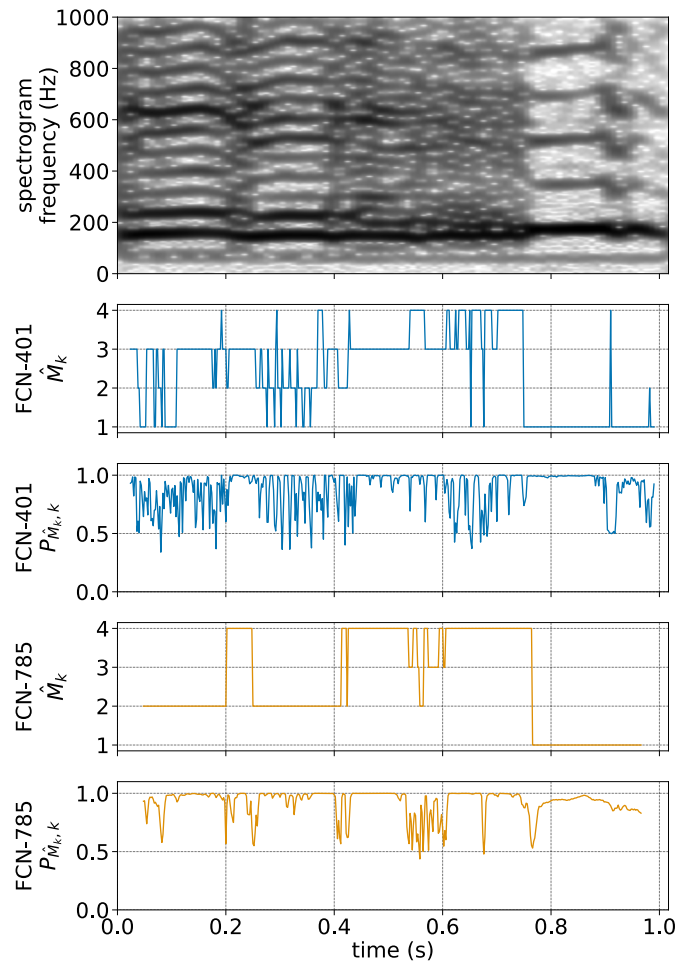 1000
800
600
400
200
0
spectrogram
frequency (Hz)
4
3
2
1
FCN-401
M̂ₖ
1.0
0.5
0.0
FCN-401
P_{M̂ₖ, k}
4
3
2
1
FCN-785
M̂ₖ
1.0
0.5
0.0
FCN-785
P_{M̂ₖ, k}
0.0 0.2 0.4 0.6 0.8 1.0
time (s)